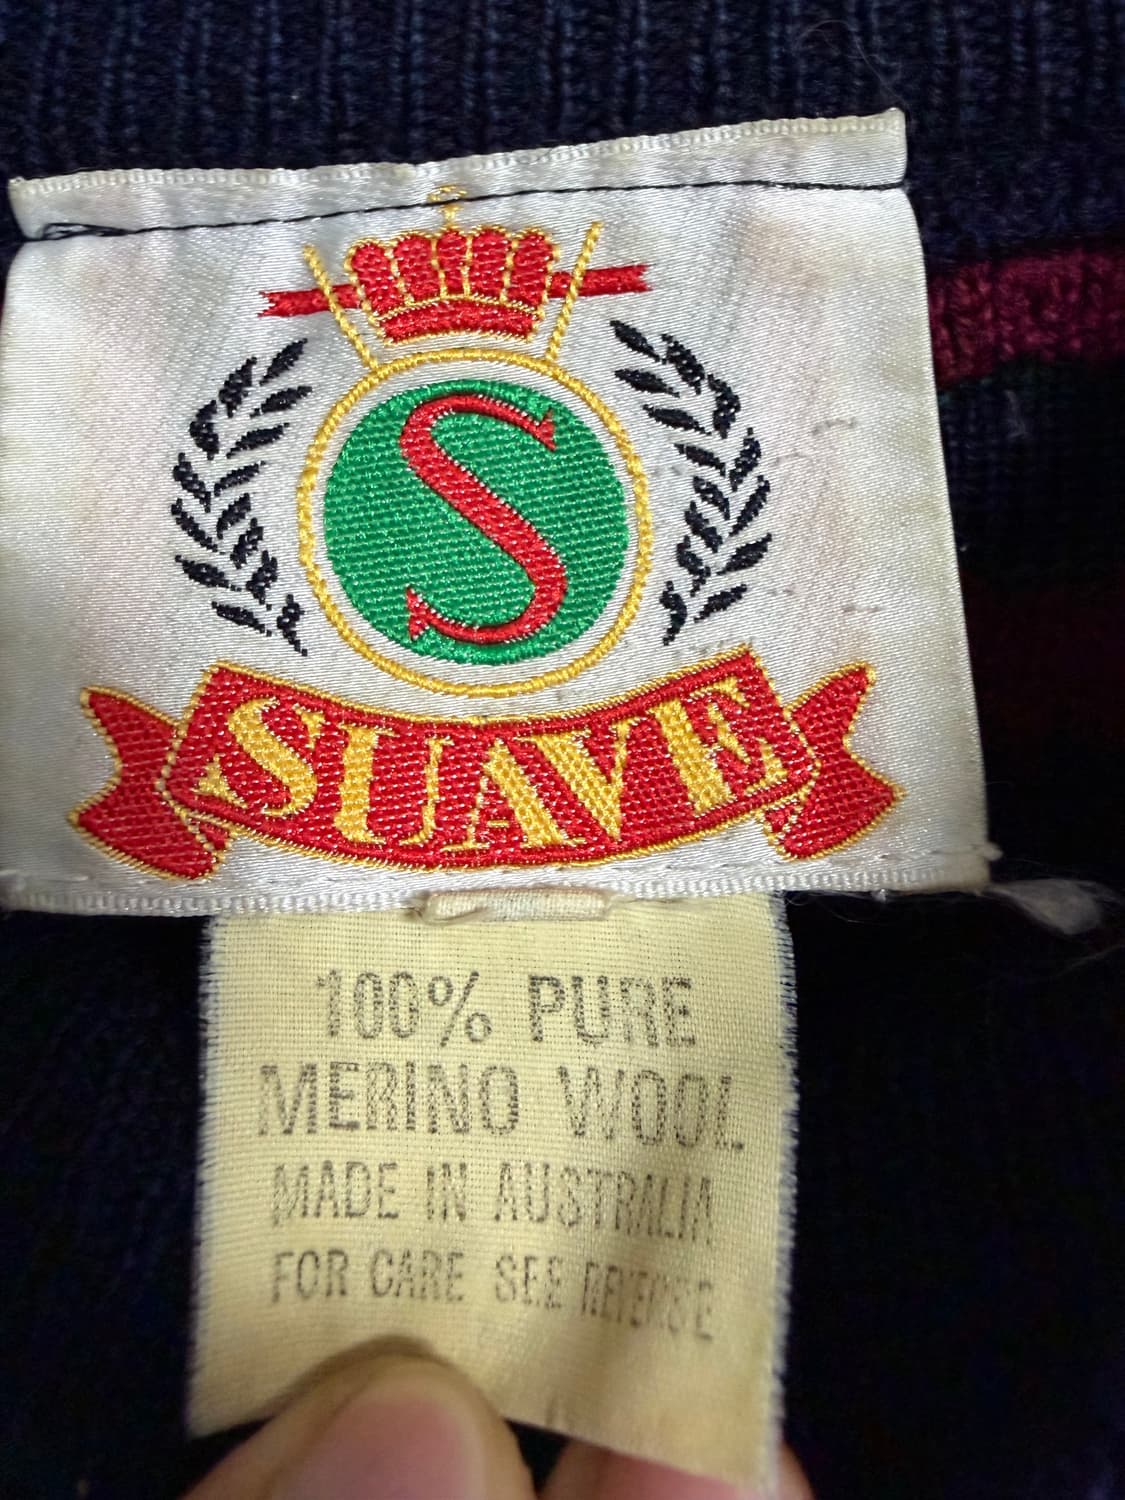 S
SUAVE
100% PURE
MERINO WOOL
MADE IN AUSTRALIA
FOR CARE SEE REVERSE